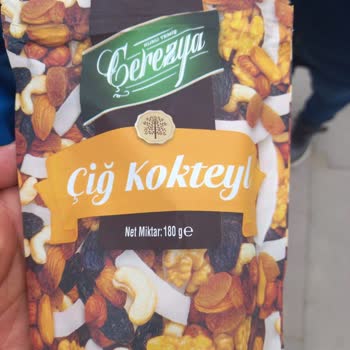 Çerezya
Çiğ Kokteyl
Net Miktar: 180 g℮